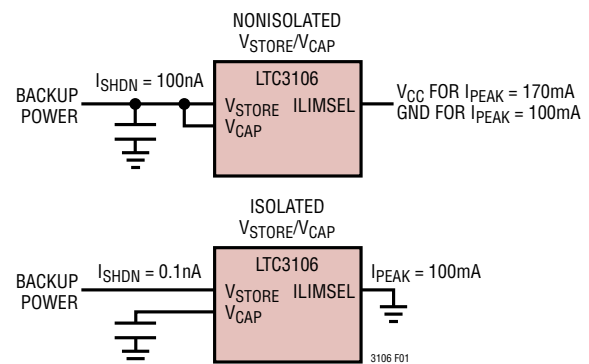 NONISOLATED
VSTORE/VCAP
LTC3106
BACKUP
POWER
ISHDN = 100nA
VSTORE ILIMSEL
VCAP
VCC FOR IPEAK = 170mA
GND FOR IPEAK = 100mA
ISOLATED
VSTORE/VCAP
LTC3106
BACKUP
POWER
ISHDN = 0.1nA
VSTORE ILIMSEL
VCAP
IPEAK = 100mA
3106 F01